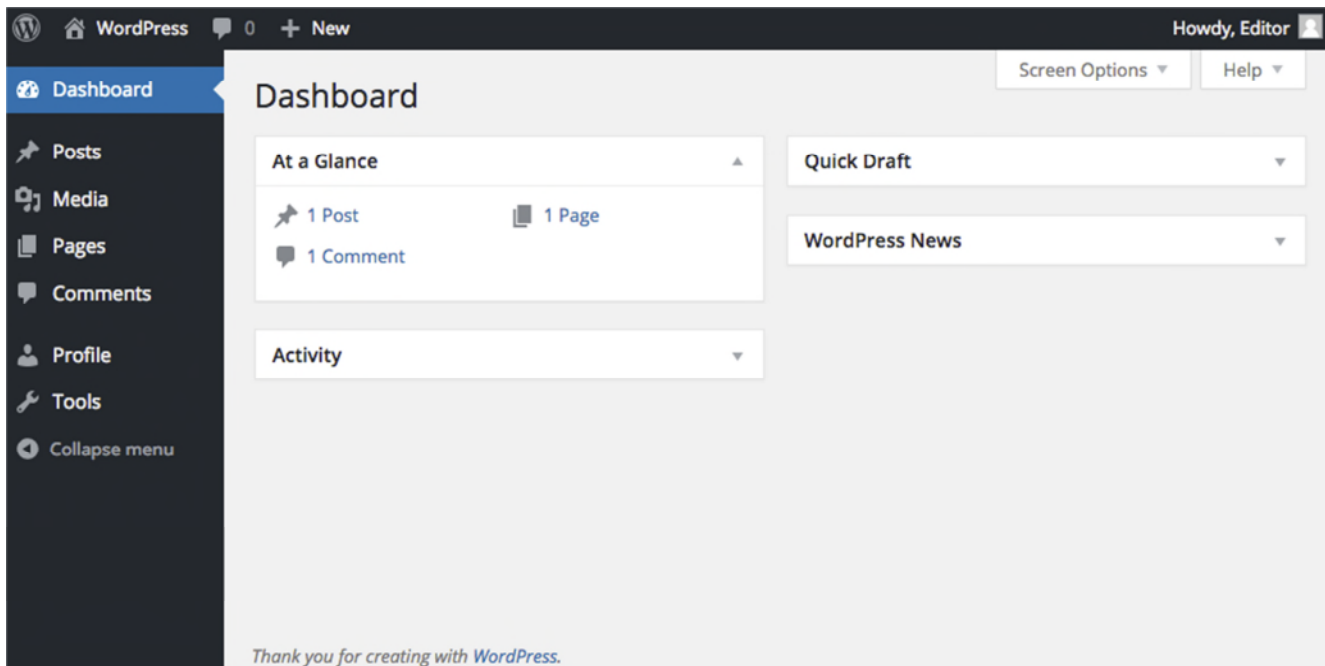 WordPress 0 New Howdy, Editor
Screen Options Help
Dashboard
Posts
Media
Pages
Comments
Profile
Tools
Collapse menu
Dashboard
At a Glance
1 Post 1 Page
1 Comment
Activity
Quick Draft
WordPress News
Thank you for creating with WordPress.